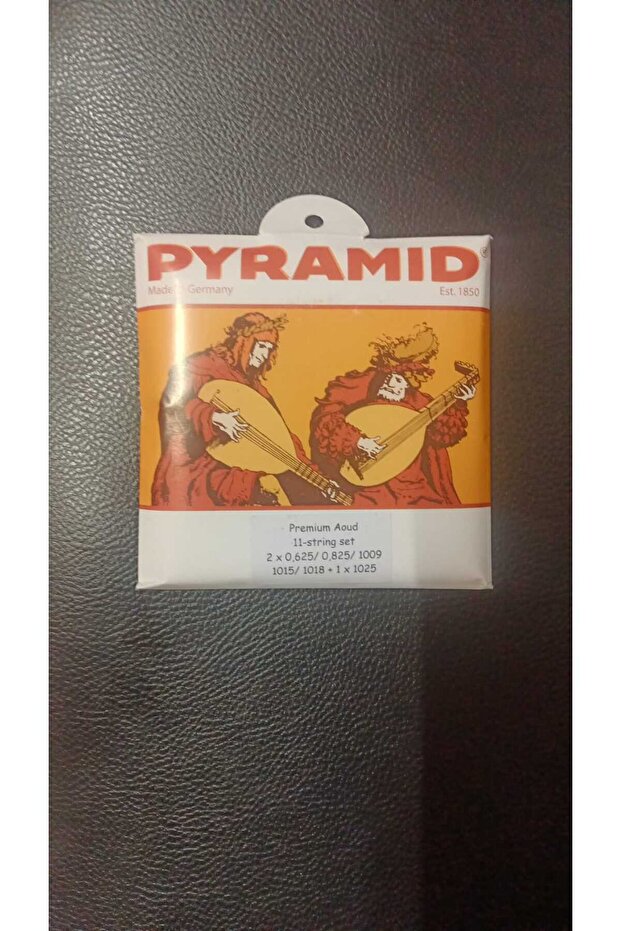 PYRAMID®
Made in Germany Est. 1850
Premium Aoud
11-string set
2 x 0,625/ 0,825/ 1009
1015/ 1018 + 1 x 1025